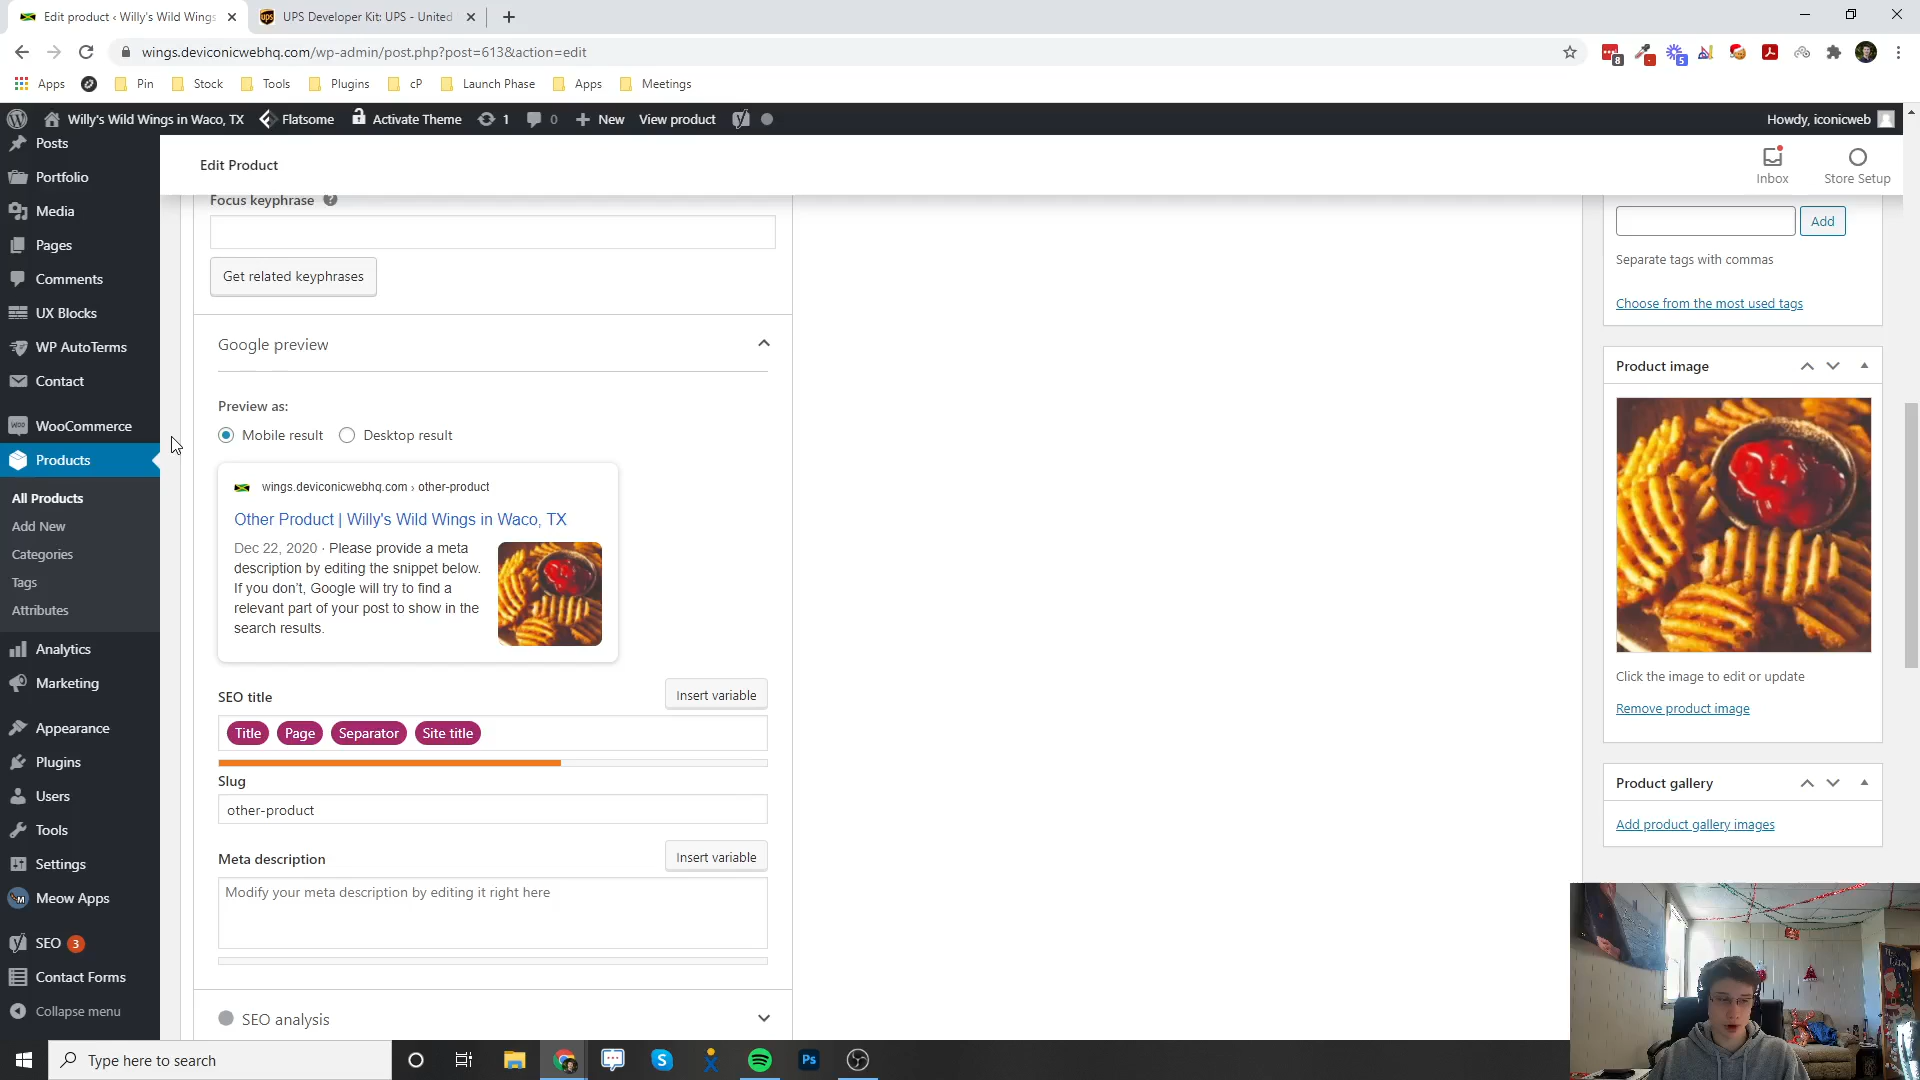 Edit product ‹ Willy's Wild Wings
UPS Developer Kit: UPS - United
wings.deviconicwebhq.com/wp-admin/post.php?post=613&action=edit
8
5
Apps
Pin
Stock
Tools
Plugins
cP
Launch Phase
Apps
Meetings
Willy's Wild Wings in Waco, TX
Flatsome
Activate Theme
1
0
New
View product
Howdy, iconicweb
Posts
Portfolio
Media
Pages
Comments
UX Blocks
WP AutoTerms
Contact
WooCommerce
Products
All Products
Add New
Categories
Tags
Attributes
Analytics
Marketing
Appearance
Plugins
Users
Tools
Settings
Meow Apps
SEO 3
Contact Forms
Collapse menu
Edit Product
Inbox
Store Setup
Focus keyphrase
Get related keyphrases
Google preview
Preview as:
Mobile result
Desktop result
wings.deviconicwebhq.com › other-product
Other Product | Willy's Wild Wings in Waco, TX
Dec 22, 2020 · Please provide a meta
description by editing the snippet below.
If you don't, Google will try to find a
relevant part of your post to show in the
search results.
SEO title
Insert variable
Title Page Separator Site title
Slug
other-product
Meta description
Insert variable
Modify your meta description by editing it right here
SEO analysis
Add
Separate tags with commas
Choose from the most used tags
Product image
Click the image to edit or update
Remove product image
Product gallery
Add product gallery images
Type here to search
Ps